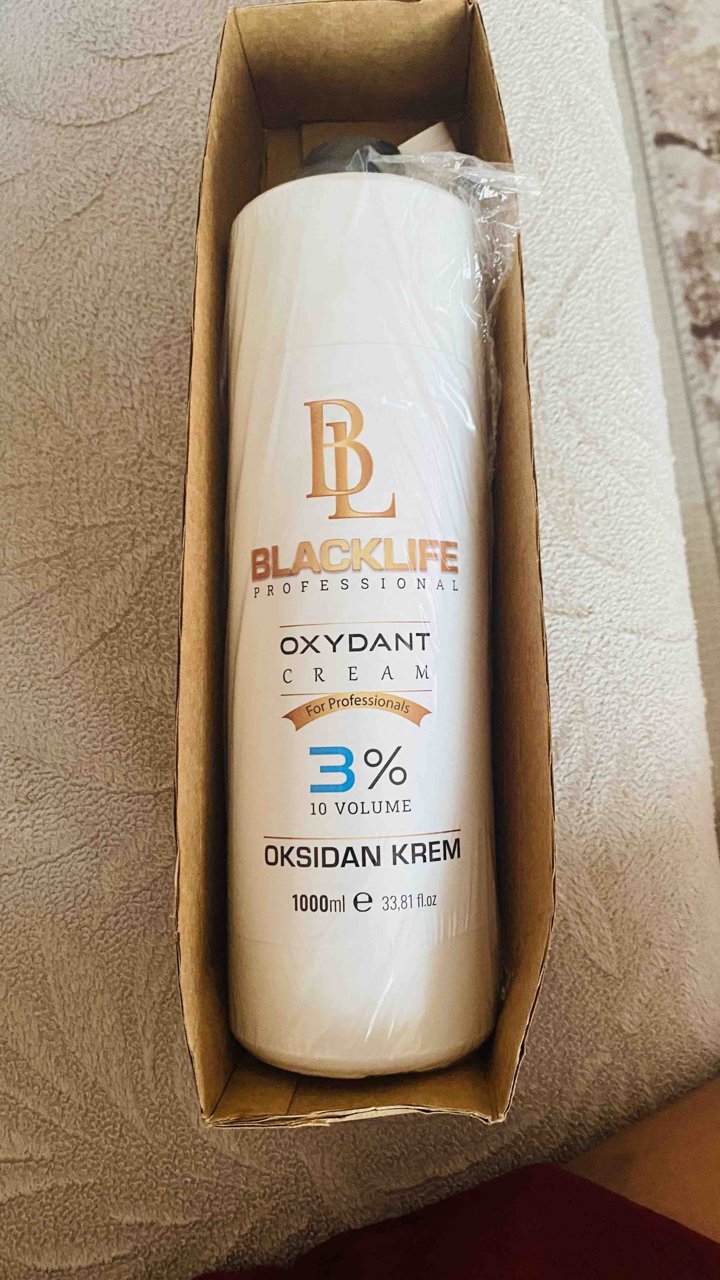 BL
BLACKLIFE
PROFESSIONAL
OXYDANT
CREAM
For Professionals
3%
10 VOLUME
OKSIDAN KREM
1000ml ℮ 33,81 fl.oz